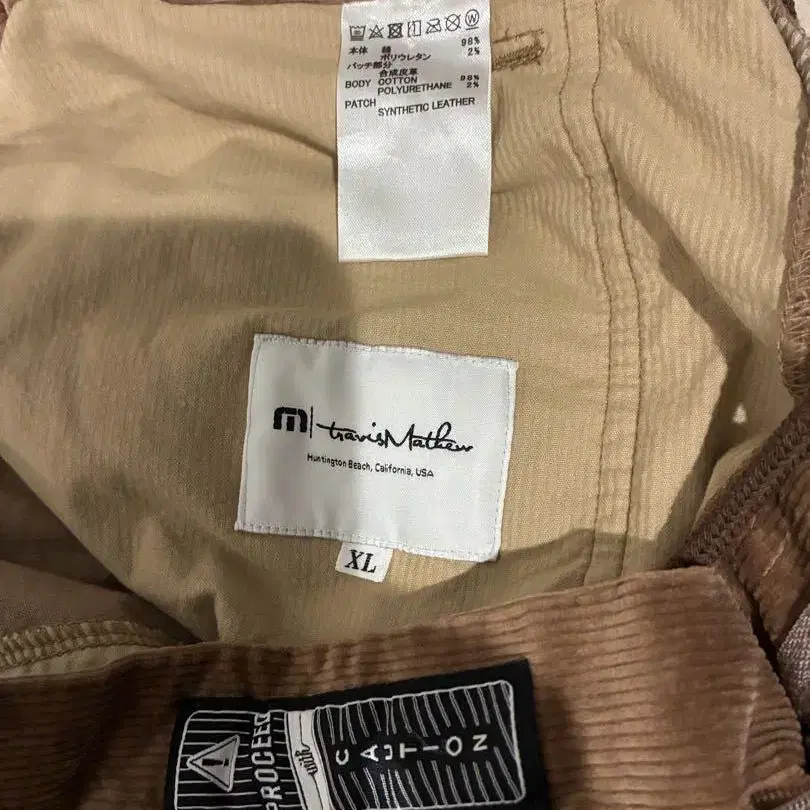 本体 綿 98%
ポリウレタン 2%
パッチ部分
合成皮革
BODY COTTON 98%
POLYURETHANE 2%
PATCH
SYNTHETIC LEATHER
m travisMathew
Huntington Beach, California, USA
XL
PROCEED
with
CAUTION